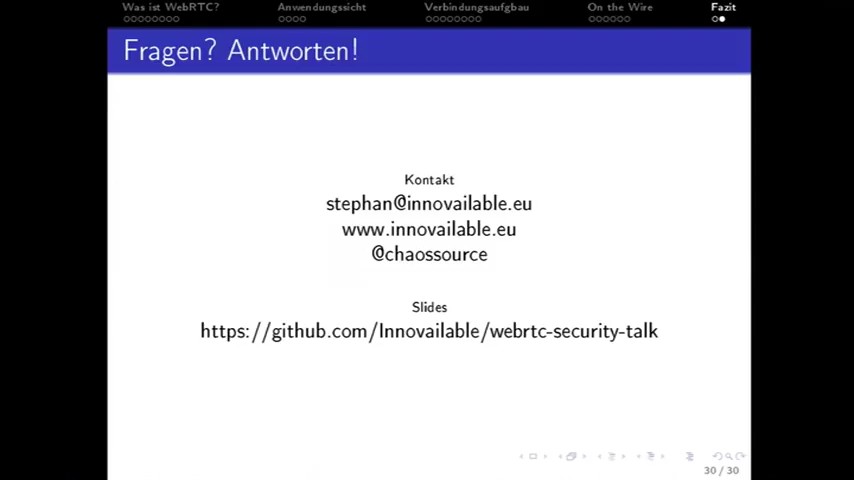 Was ist WebRTC? Anwendungssicht Verbindungsaufgbau On the Wire Fazit
Fragen? Antworten!
Kontakt
stephan@innovailable.eu
www.innovailable.eu
@chaossource
Slides
https://github.com/Innovailable/webrtc-security-talk
30 / 30